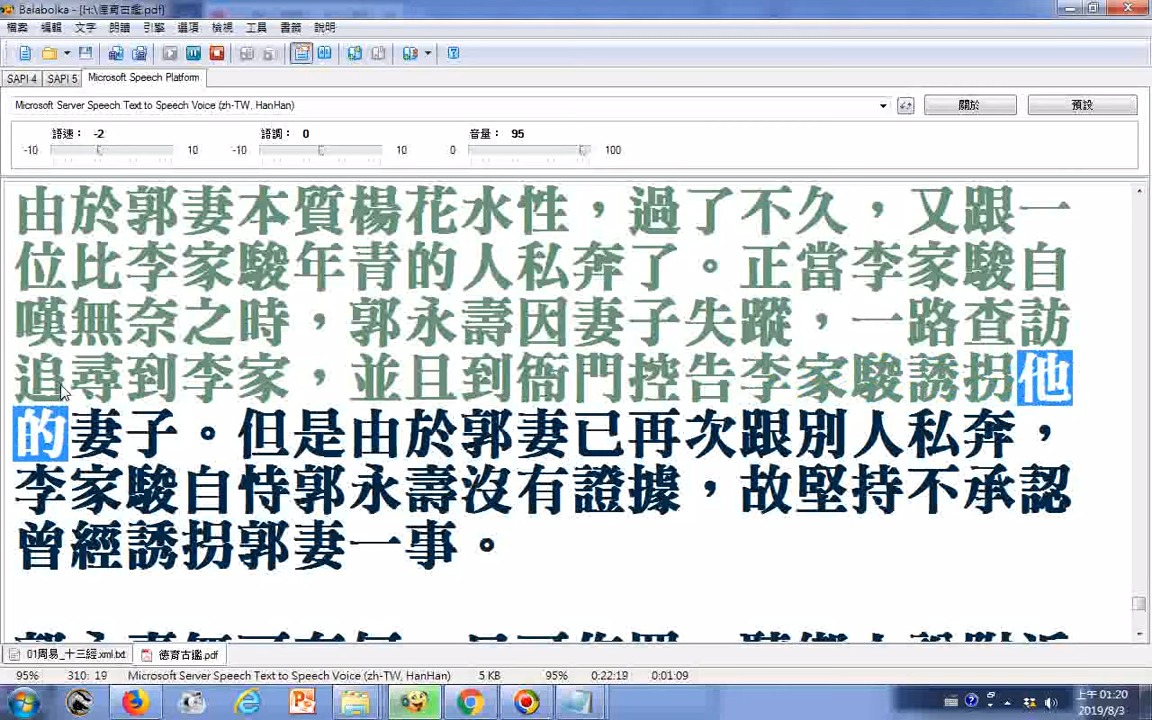 Balabolka - [H:\德育古鑑.pdf]
檔案 編輯 文字 朗讀 引擎 選項 檢視 工具 書籤 說明
SAPI 4 SAPI 5 Microsoft Speech Platform
Microsoft Server Speech Text to Speech Voice (zh-TW, HanHan) 關於 預設
語速： -2 語調： 0 音量： 95
-10 10 -10 10 0 100
由於郭妻本質楊花水性，過了不久，又跟一
位比李家駿年青的人私奔了。正當李家駿自
嘆無奈之時，郭永壽因妻子失蹤，一路查訪
追尋到李家，並且到衙門控告李家駿誘拐他
的妻子。但是由於郭妻已再次跟別人私奔，
李家駿自恃郭永壽沒有證據，故堅持不承認
曾經誘拐郭妻一事。
01周易_十三經.xml.txt 德育古鑑.pdf
95% 310: 19 Microsoft Server Speech Text to Speech Voice (zh-TW, HanHan) 5 KB 95% 0:22:19 0:01:09
上午 01:20
2019/8/3